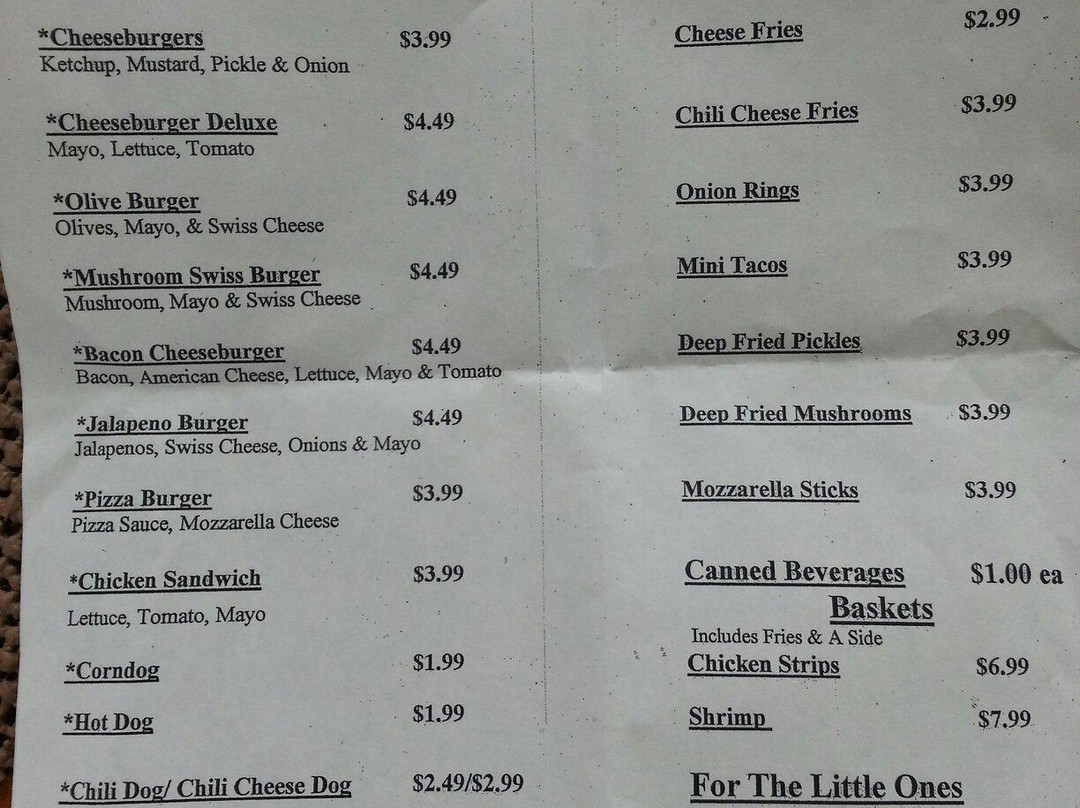 *Cheeseburgers $3.99
Ketchup, Mustard, Pickle & Onion
*Cheeseburger Deluxe $4.49
Mayo, Lettuce, Tomato
*Olive Burger $4.49
Olives, Mayo, & Swiss Cheese
*Mushroom Swiss Burger $4.49
Mushroom, Mayo & Swiss Cheese
*Bacon Cheeseburger $4.49
Bacon, American Cheese, Lettuce, Mayo & Tomato
*Jalapeno Burger $4.49
Jalapenos, Swiss Cheese, Onions & Mayo
*Pizza Burger $3.99
Pizza Sauce, Mozzarella Cheese
*Chicken Sandwich $3.99
Lettuce, Tomato, Mayo
*Corndog $1.99
*Hot Dog $1.99
*Chili Dog/ Chili Cheese Dog $2.49/$2.99
Cheese Fries $2.99
Chili Cheese Fries $3.99
Onion Rings $3.99
Mini Tacos $3.99
Deep Fried Pickles $3.99
Deep Fried Mushrooms $3.99
Mozzarella Sticks $3.99
Canned Beverages $1.00 ea
Baskets
Includes Fries & A Side
Chicken Strips $6.99
Shrimp $7.99
For The Little Ones